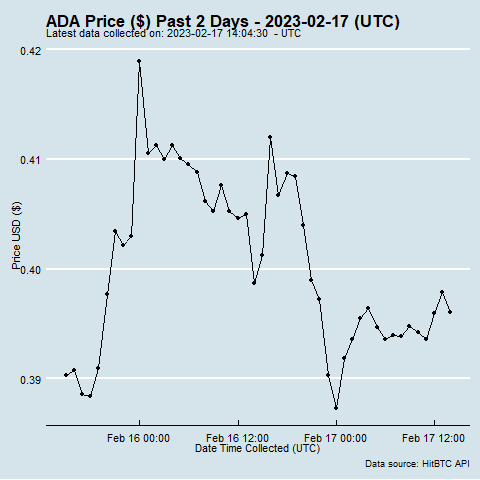 ADA Price ($) Past 2 Days - 2023-02-17 (UTC)
Latest data collected on: 2023-02-17 14:04:30  - UTC
0.42
0.41
0.40
0.39
Price USD ($)
Feb 16 00:00 Feb 16 12:00 Feb 17 00:00 Feb 17 12:00
Date Time Collected (UTC)
Data source: HitBTC API